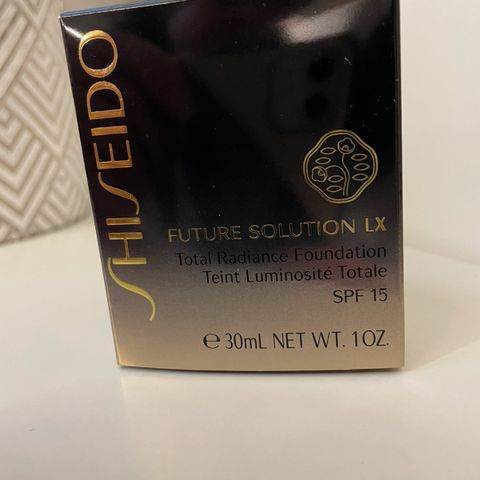 SHISEIDO
FUTURE SOLUTION LX
Total Radiance Foundation
Teint Luminosité Totale
SPF 15
℮ 30mL NET WT. 1OZ.